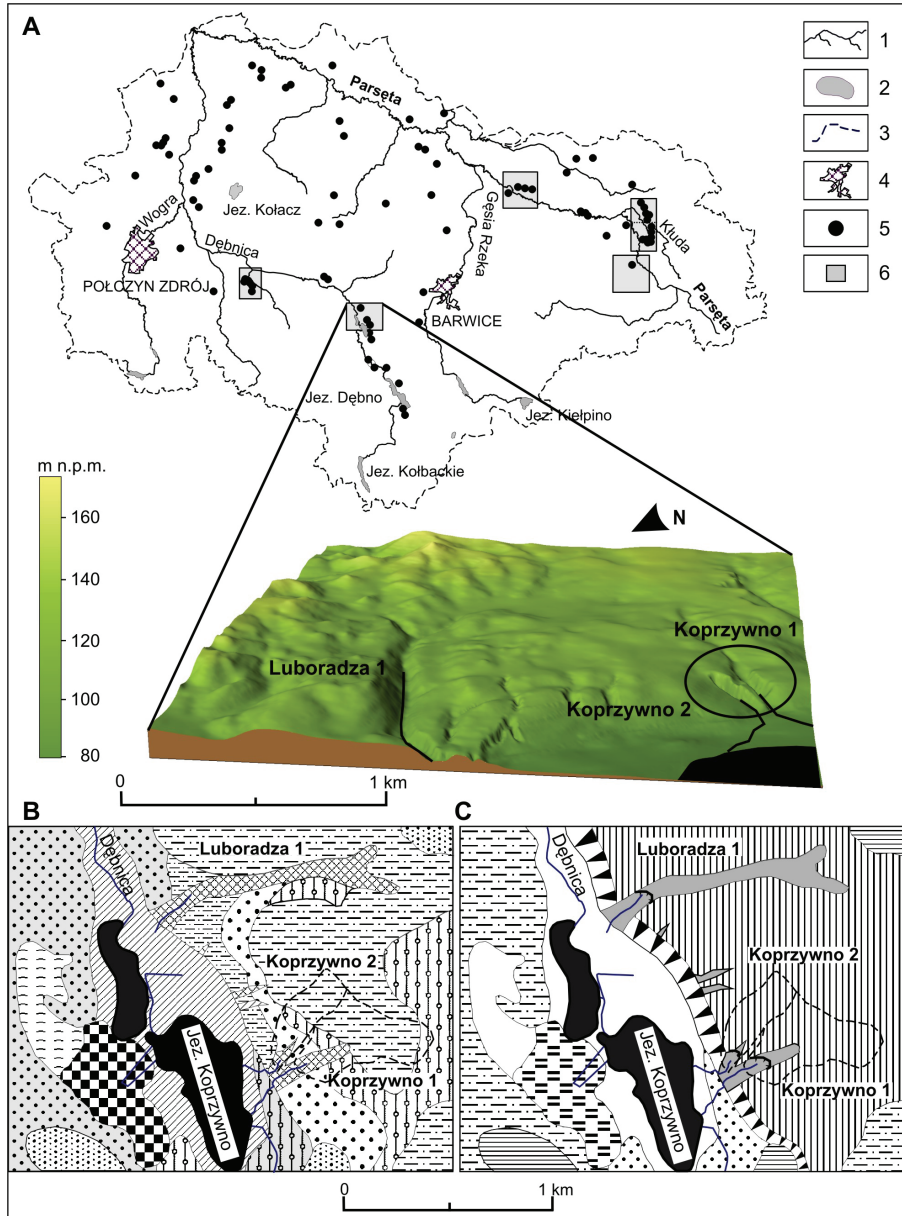 A
Parsęta
Wogra
Jez. Kołacz
Dębnica
Gęsia Rzeka
Kłuda
POŁCZYN ZDRÓJ
BARWICE
Parsęta
Jez. Dębno
Jez. Kiełpino
Jez. Kołbackie
1
2
3
4
5
6
m n.p.m.
160
140
120
100
80
N
Koprzywno 1
Luboradza 1
Koprzywno 2
0
1 km
B
Dębnica
Luboradza 1
Koprzywno 2
Jez. Koprzywno
Koprzywno 1
C
Dębnica
Luboradza 1
Koprzywno 2
Jez. Koprzywno
Koprzywno 1
0
1 km